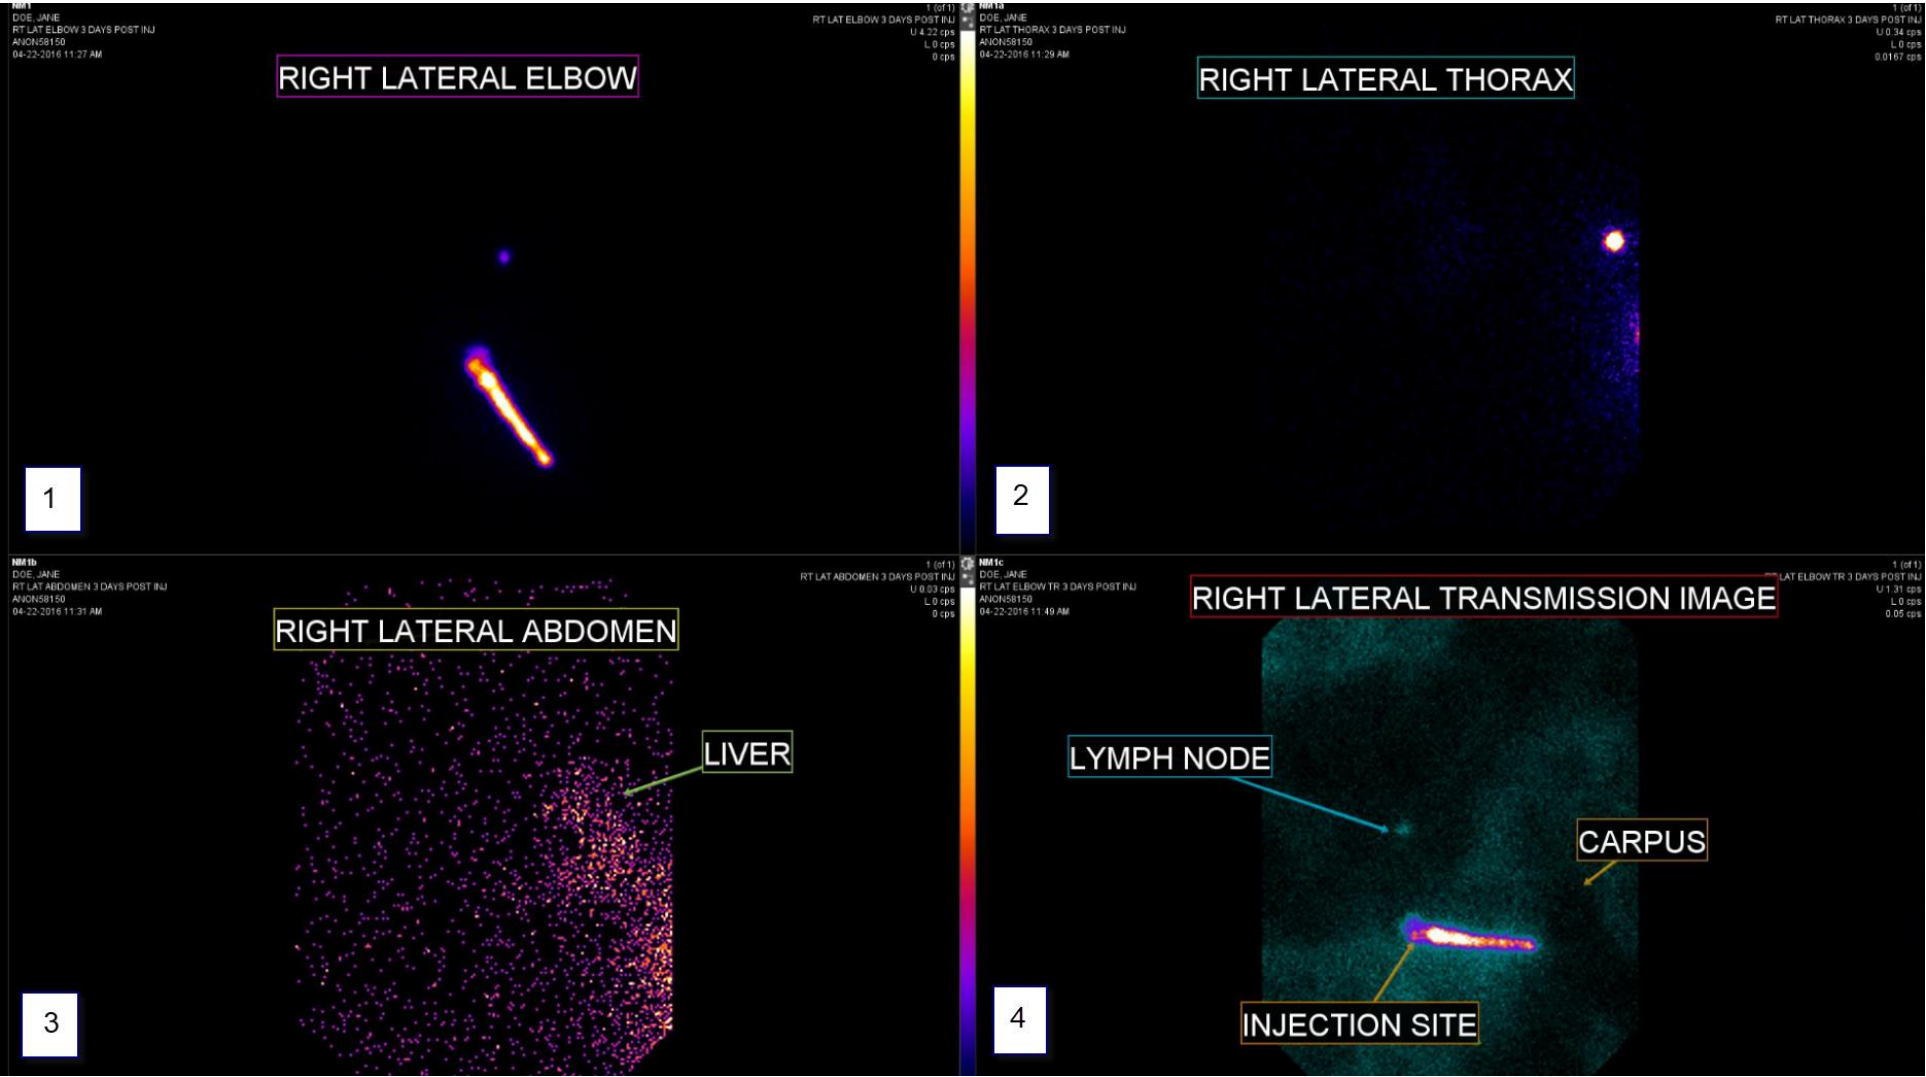 NM1
DOE, JANE
RT LAT ELBOW 3 DAYS POST INJ
ANON58150
04-22-2016 11:27 AM
1 (of 1)
RT LAT ELBOW 3 DAYS POST INJ
U 4.22 cps
L 0 cps
0 cps
RIGHT LATERAL ELBOW
1
NM1a
DOE, JANE
RT LAT THORAX 3 DAYS POST INJ
ANON58150
04-22-2016 11:29 AM
1 (of 1)
RT LAT THORAX 3 DAYS POST INJ
U 0.34 cps
L 0 cps
0.0167 cps
RIGHT LATERAL THORAX
2
NM1b
DOE, JANE
RT LAT ABDOMEN 3 DAYS POST INJ
ANON58150
04-22-2016 11:31 AM
1 (of 1)
RT LAT ABDOMEN 3 DAYS POST INJ
U 0.03 cps
L 0 cps
0 cps
RIGHT LATERAL ABDOMEN
LIVER
3
NM1c
DOE, JANE
RT LAT ELBOW TR 3 DAYS POST INJ
ANON58150
04-22-2016 11:49 AM
1 (of 1)
LAT ELBOW TR 3 DAYS POST INJ
U 1.31 cps
L 0 cps
0.05 cps
RIGHT LATERAL TRANSMISSION IMAGE
LYMPH NODE
CARPUS
INJECTION SITE
4